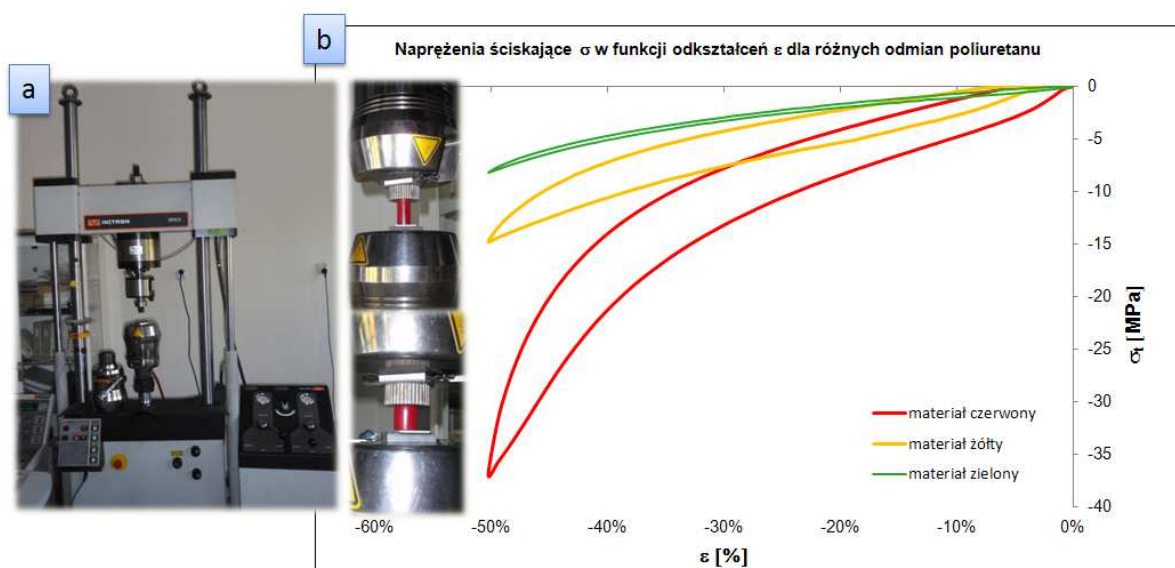 a
b
Naprężenia ściskające σ w funkcji odkształceń ε dla różnych odmian poliuretanu
INSTRON
0
-5
-10
-15
-20
-25
-30
-35
-40
σt [MPa]
materiał czerwony
materiał żółty
materiał zielony
-60%
-50%
-40%
-30%
-20%
-10%
0%
ε [%]